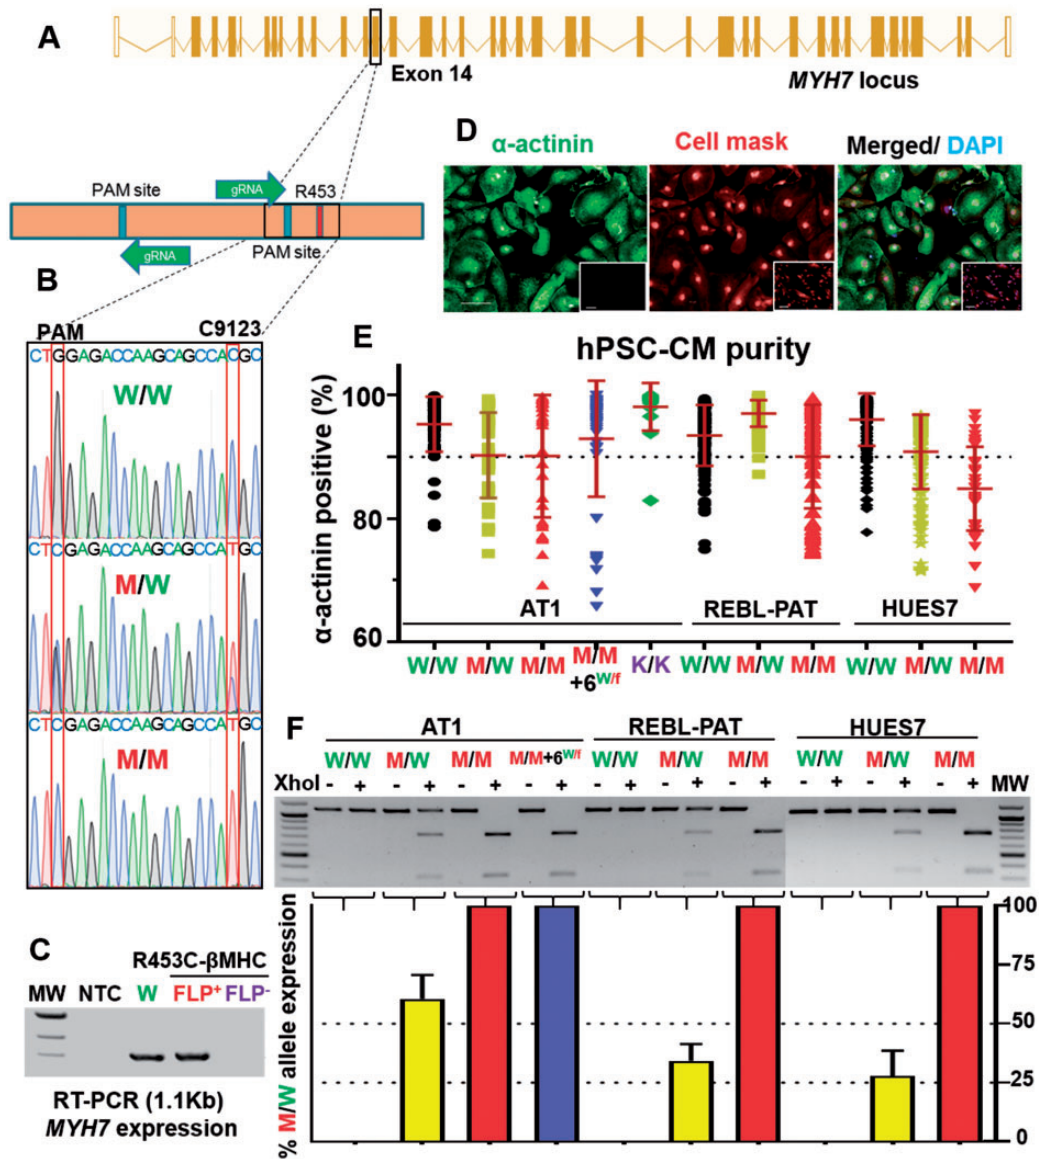 A
Exon 14
MYH7 locus
PAM site
gRNA
R453
gRNA
PAM site
B
PAM
C9123
CTGGAGACCAAGCAGCCACGC
W/W
CTCGAGACCAAGCAGCCATGC
M/W
CTCGAGACCAAGCAGCCATGC
M/M
C
R453C-βMHC
MW NTC W FLP+ FLP-
RT-PCR (1.1Kb)
MYH7 expression
D
α-actinin
Cell mask
Merged/ DAPI
E
hPSC-CM purity
α-actinin positive (%)
100
80
60
AT1 REBL-PAT HUES7
W/W M/W M/M M/M +6W/f K/K W/W M/W M/M W/W M/W M/M
F
AT1 REBL-PAT HUES7
W/W M/W M/M M/M+6W/f W/W M/W M/M W/W M/W M/M
XhoI - + - + - + - + - + - + - + - + - + - + MW
% M/W allele expression
100
75
50
25
0